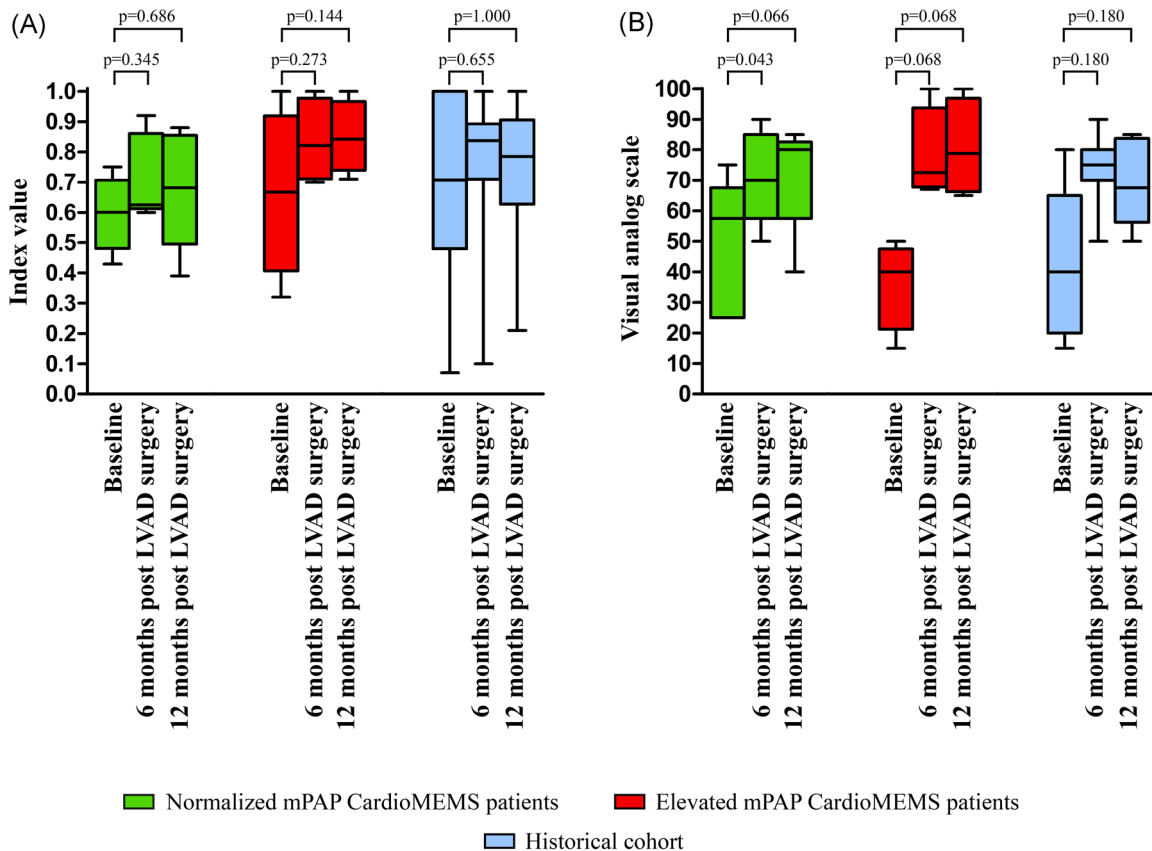 (A)
p=0.686
p=0.345
p=0.144
p=0.273
p=1.000
p=0.655
Index value
1.0
0.9
0.8
0.7
0.6
0.5
0.4
0.3
0.2
0.1
0.0
Baseline
6 months post LVAD surgery
12 months post LVAD surgery
Baseline
6 months post LVAD surgery
12 months post LVAD surgery
Baseline
6 months post LVAD surgery
12 months post LVAD surgery
(B)
p=0.066
p=0.043
p=0.068
p=0.068
p=0.180
p=0.180
Visual analog scale
100
90
80
70
60
50
40
30
20
10
0
Baseline
6 months post LVAD surgery
12 months post LVAD surgery
Baseline
6 months post LVAD surgery
12 months post LVAD surgery
Baseline
6 months post LVAD surgery
12 months post LVAD surgery
Normalized mPAP CardioMEMS patients
Elevated mPAP CardioMEMS patients
Historical cohort